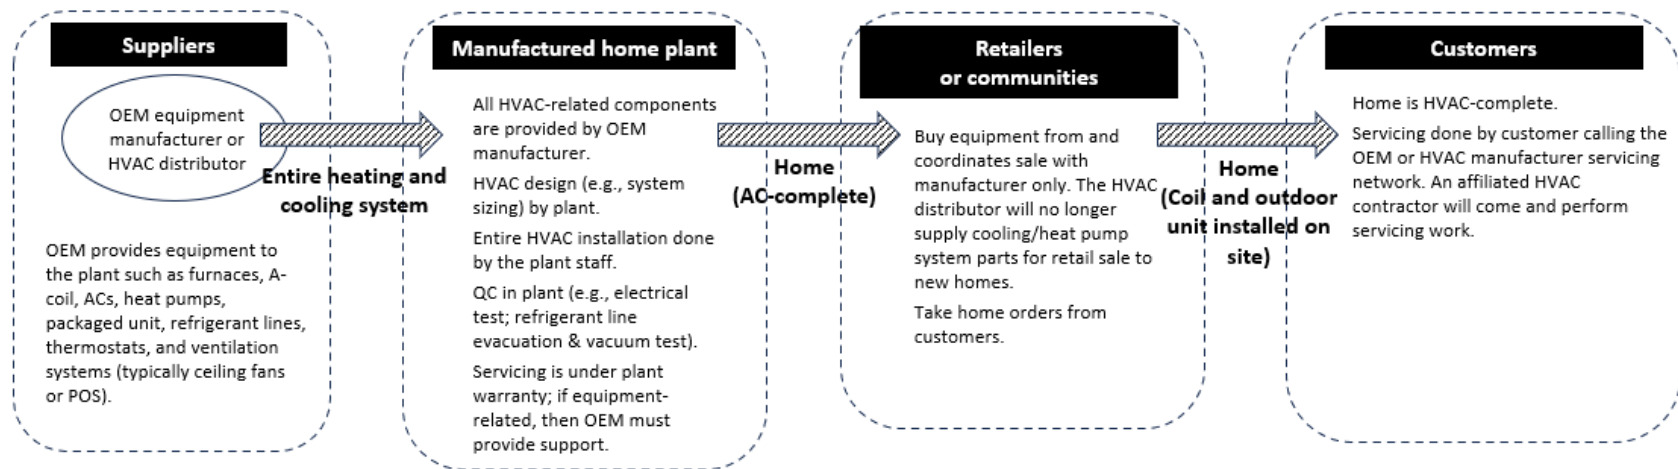 Suppliers
OEM equipment
manufacturer or
HVAC distributor
Entire heating and
cooling system
OEM provides equipment to
the plant such as furnaces, A-
coil, ACs, heat pumps,
packaged unit, refrigerant lines,
thermostats, and ventilation
systems (typically ceiling fans
or POS).
Manufactured home plant
All HVAC-related components
are provided by OEM
manufacturer.
HVAC design (e.g., system
sizing) by plant.
Entire HVAC installation done
by the plant staff.
QC in plant (e.g., electrical
test; refrigerant line
evacuation & vacuum test).
Servicing is under plant
warranty; if equipment-
related, then OEM must
provide support.
Home
(AC-complete)
Retailers
or communities
Buy equipment from and
coordinates sale with
manufacturer only. The HVAC
distributor will no longer
supply cooling/heat pump
system parts for retail sale to
new homes.
Take home orders from
customers.
Home
(Coil and outdoor
unit installed on
site)
Customers
Home is HVAC-complete.
Servicing done by customer calling the
OEM or HVAC manufacturer servicing
network. An affiliated HVAC
contractor will come and perform
servicing work.